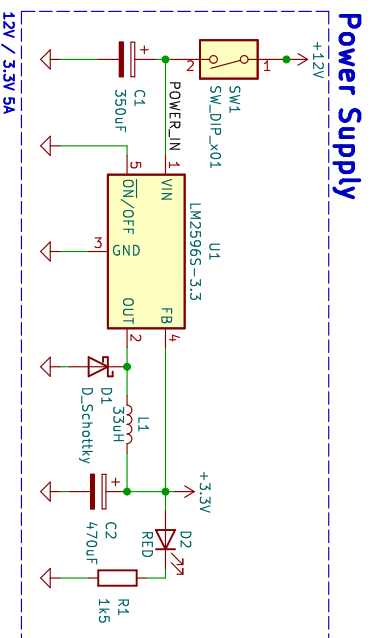 Power Supply
+12V
1
2
SW1
SW_DIP_x01
+
C1
350uF
POWER_IN
5
1
ON/OFF
VIN
3
GND
U1
LM2596S-3.3
OUT
FB
2
4
D1
D_Schottky
L1
33uH
+3.3V
+
C2
470uF
D2
RED
R1
1k5
12V / 3.3V 5A